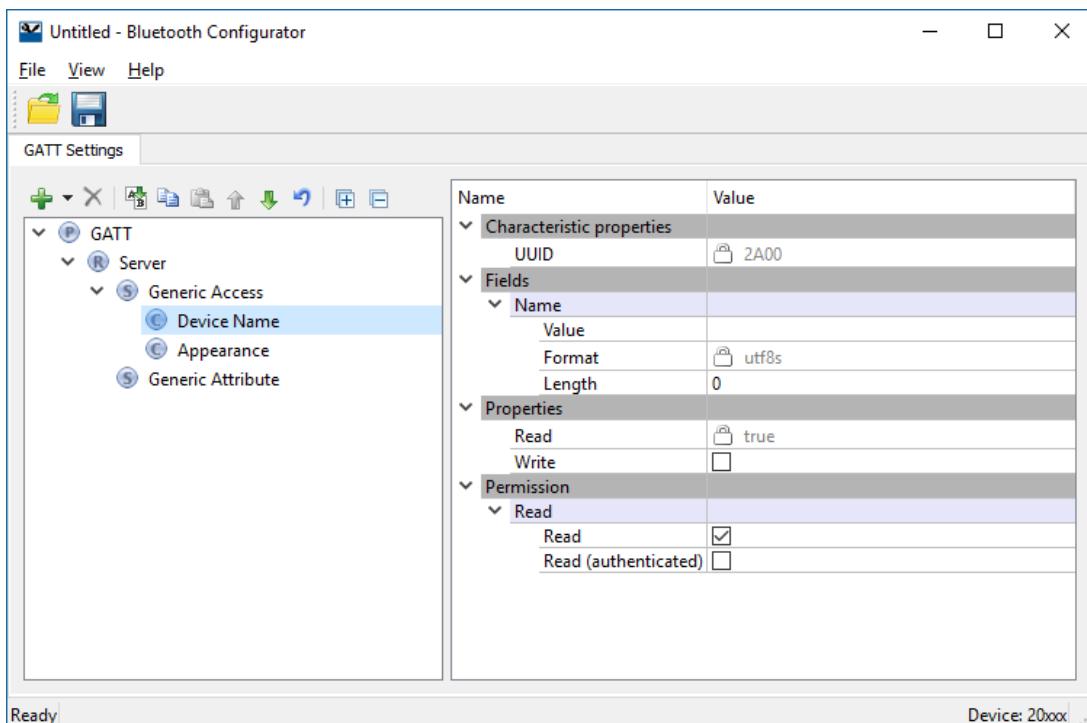 Untitled - Bluetooth Configurator
File View Help
GATT Settings
GATT
Server
Generic Access
Device Name
Appearance
Generic Attribute
Name Value
Characteristic properties
UUID 2A00
Fields
Name
Value
Format utf8s
Length 0
Properties
Read true
Write
Permission
Read
Read
Read (authenticated)
Ready Device: 20xxx